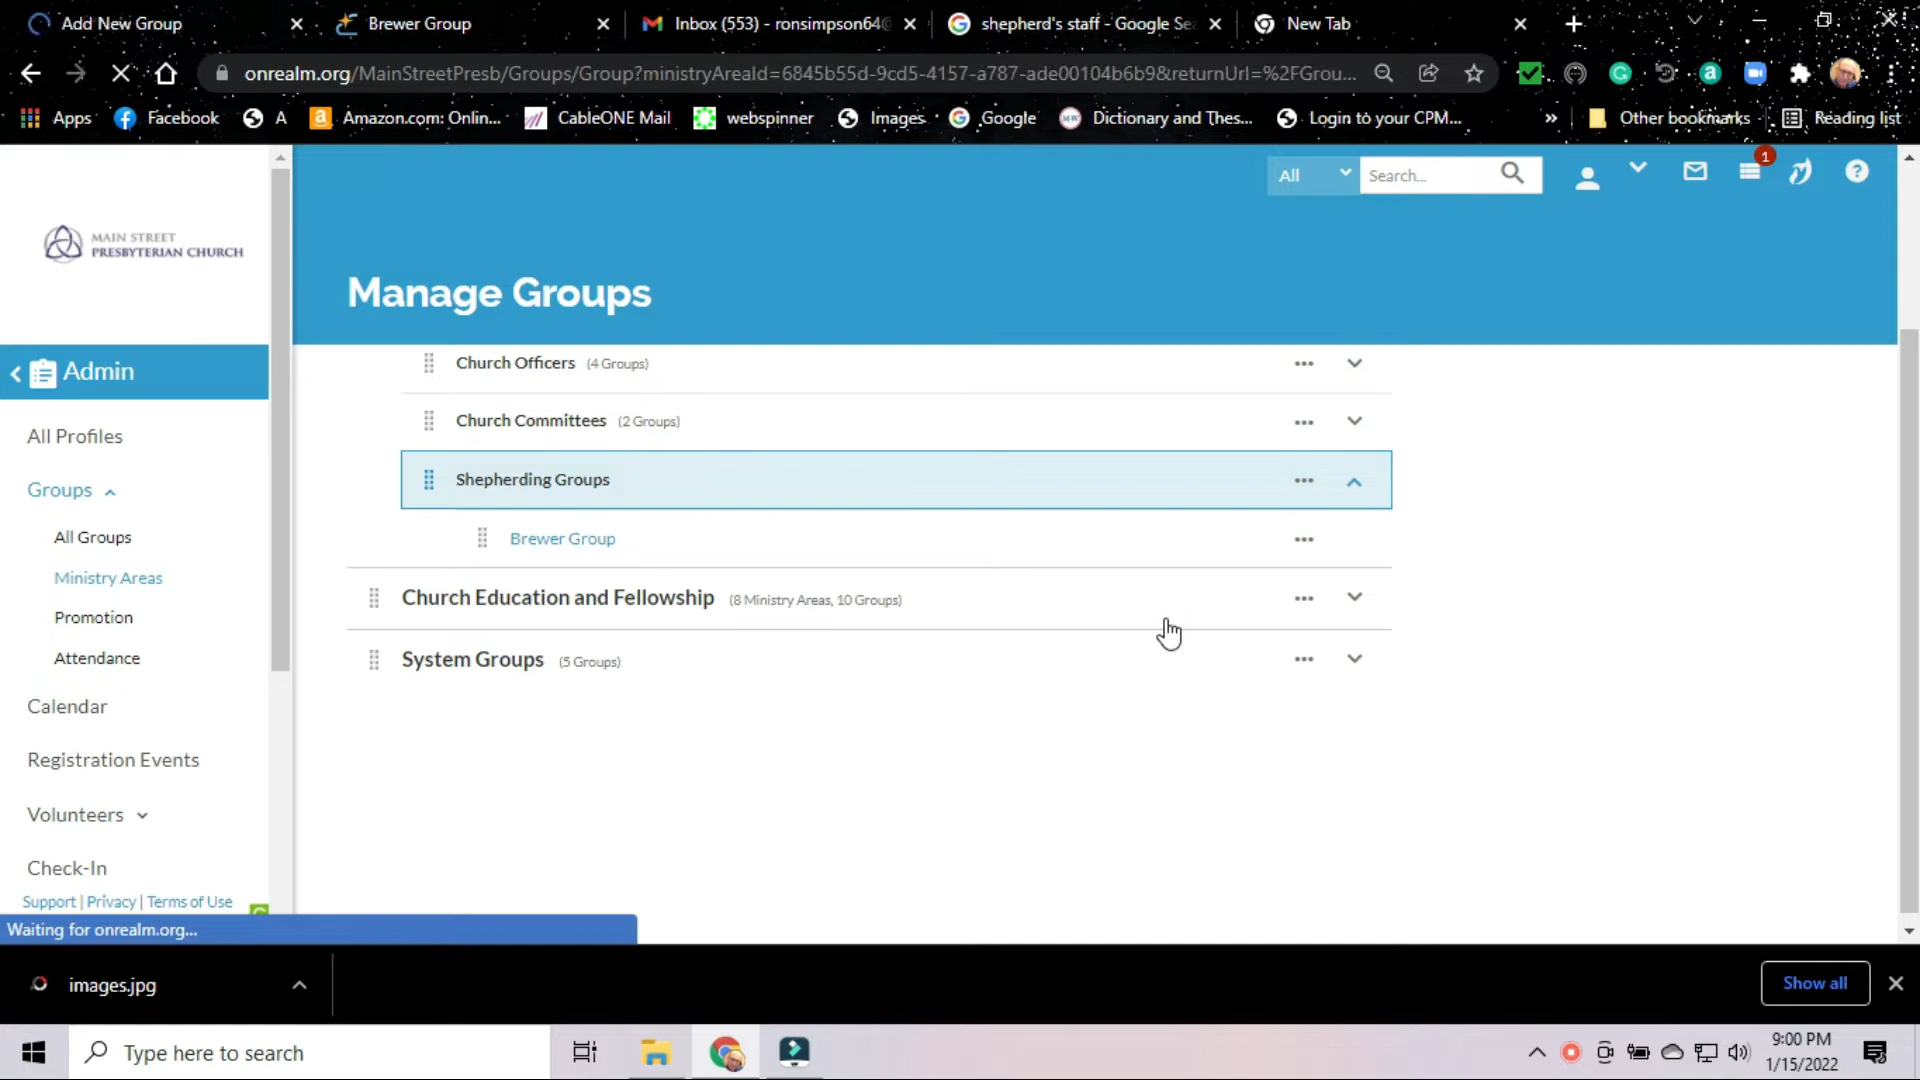 Add New Group
Brewer Group
Inbox (553) - ronsimpson64@
shepherd's staff - Google Se
New Tab
onrealm.org/MainStreetPresb/Groups/Group?ministryAreaId=6845b55d-9cd5-4157-a787-ade00104b6b9&returnUrl=%2FGrou...
Apps
Facebook
A
Amazon.com: Onlin...
CableONE Mail
webspinner
Images
Google
Dictionary and Thes...
Login to your CPM...
»
Other bookmarks
Reading list
MAIN STREET
PRESBYTERIAN CHURCH
All
Search...
1
Manage Groups
Admin
All Profiles
Groups
All Groups
Ministry Areas
Promotion
Attendance
Calendar
Registration Events
Volunteers
Check-In
Support | Privacy | Terms of Use
Church Officers (4 Groups)
Church Committees (2 Groups)
Shepherding Groups
Brewer Group
Church Education and Fellowship (8 Ministry Areas, 10 Groups)
System Groups (5 Groups)
Waiting for onrealm.org...
images.jpg
Show all
Type here to search
9:00 PM
1/15/2022